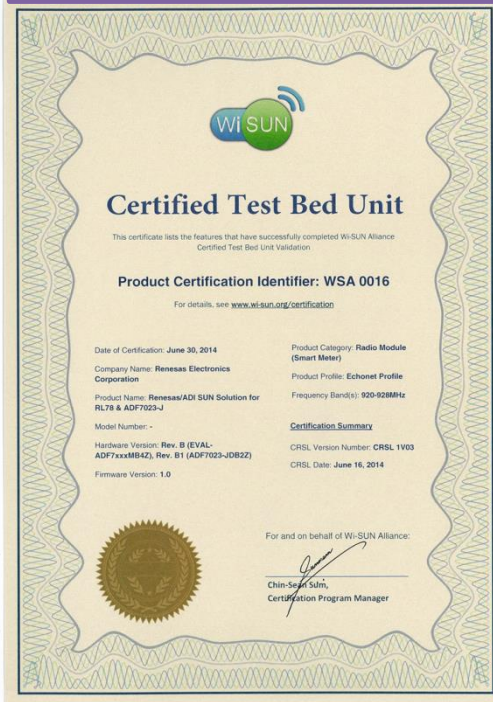 Wi SUN
Certified Test Bed Unit
This certificate lists the features that have successfully completed Wi-SUN Alliance
Certified Test Bed Unit Validation
Product Certification Identifier: WSA 0016
For details, see www.wi-sun.org/certification
Date of Certification: June 30, 2014
Company Name: Renesas Electronics
Corporation
Product Name: Renesas/ADI SUN Solution for
RL78 & ADF7023-J
Model Number: -
Hardware Version: Rev. B (EVAL-
ADF7xxxMB4Z), Rev. B1 (ADF7023-JDB2Z)
Firmware Version: 1.0
Product Category: Radio Module
(Smart Meter)
Product Profile: Echonet Profile
Frequency Band(s): 920-928MHz
Certification Summary
CRSL Version Number: CRSL 1V03
CRSL Date: June 16, 2014
For and on behalf of Wi-SUN Alliance:
Chin-Sean Sum,
Certification Program Manager